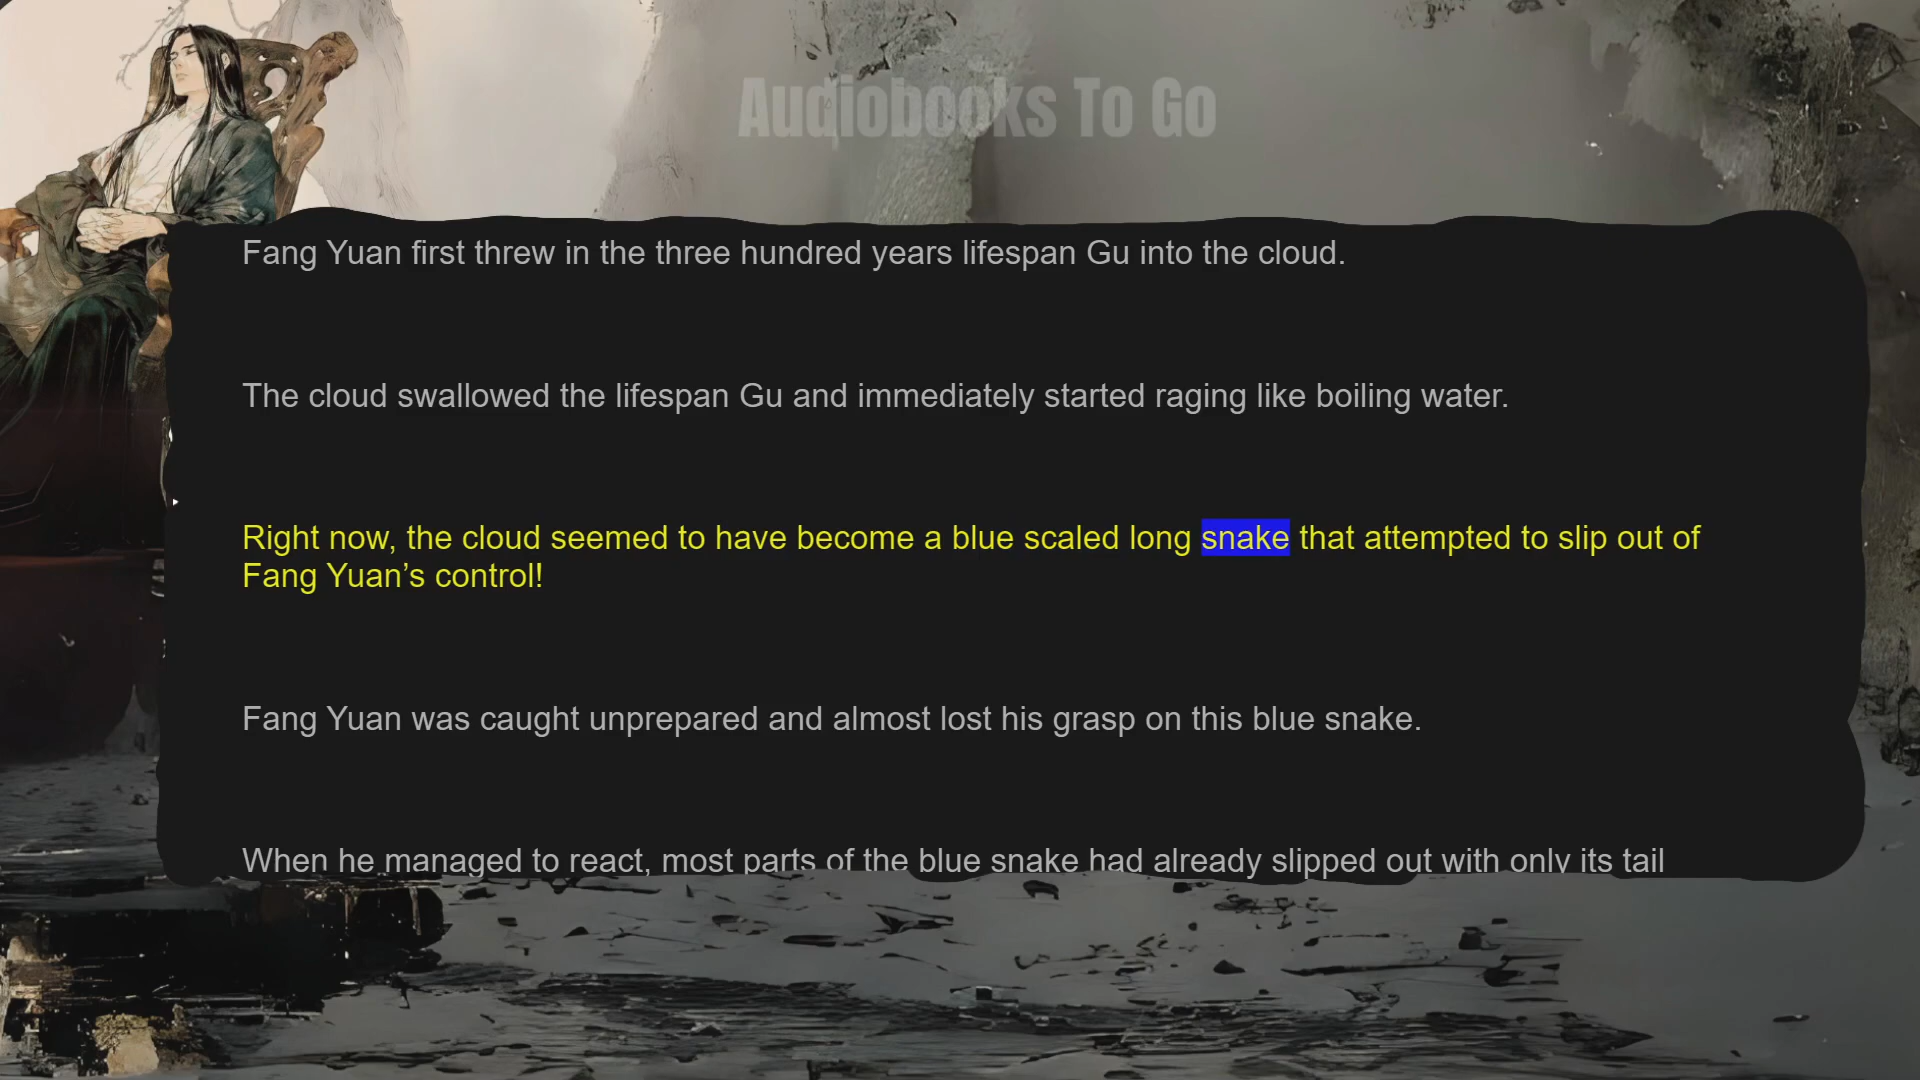 Audiobooks To Go
Fang Yuan first threw in the three hundred years lifespan Gu into the cloud.
The cloud swallowed the lifespan Gu and immediately started raging like boiling water.
Right now, the cloud seemed to have become a blue scaled long snake that attempted to slip out of
Fang Yuan’s control!
Fang Yuan was caught unprepared and almost lost his grasp on this blue snake.
When he managed to react, most parts of the blue snake had already slipped out with only its tail